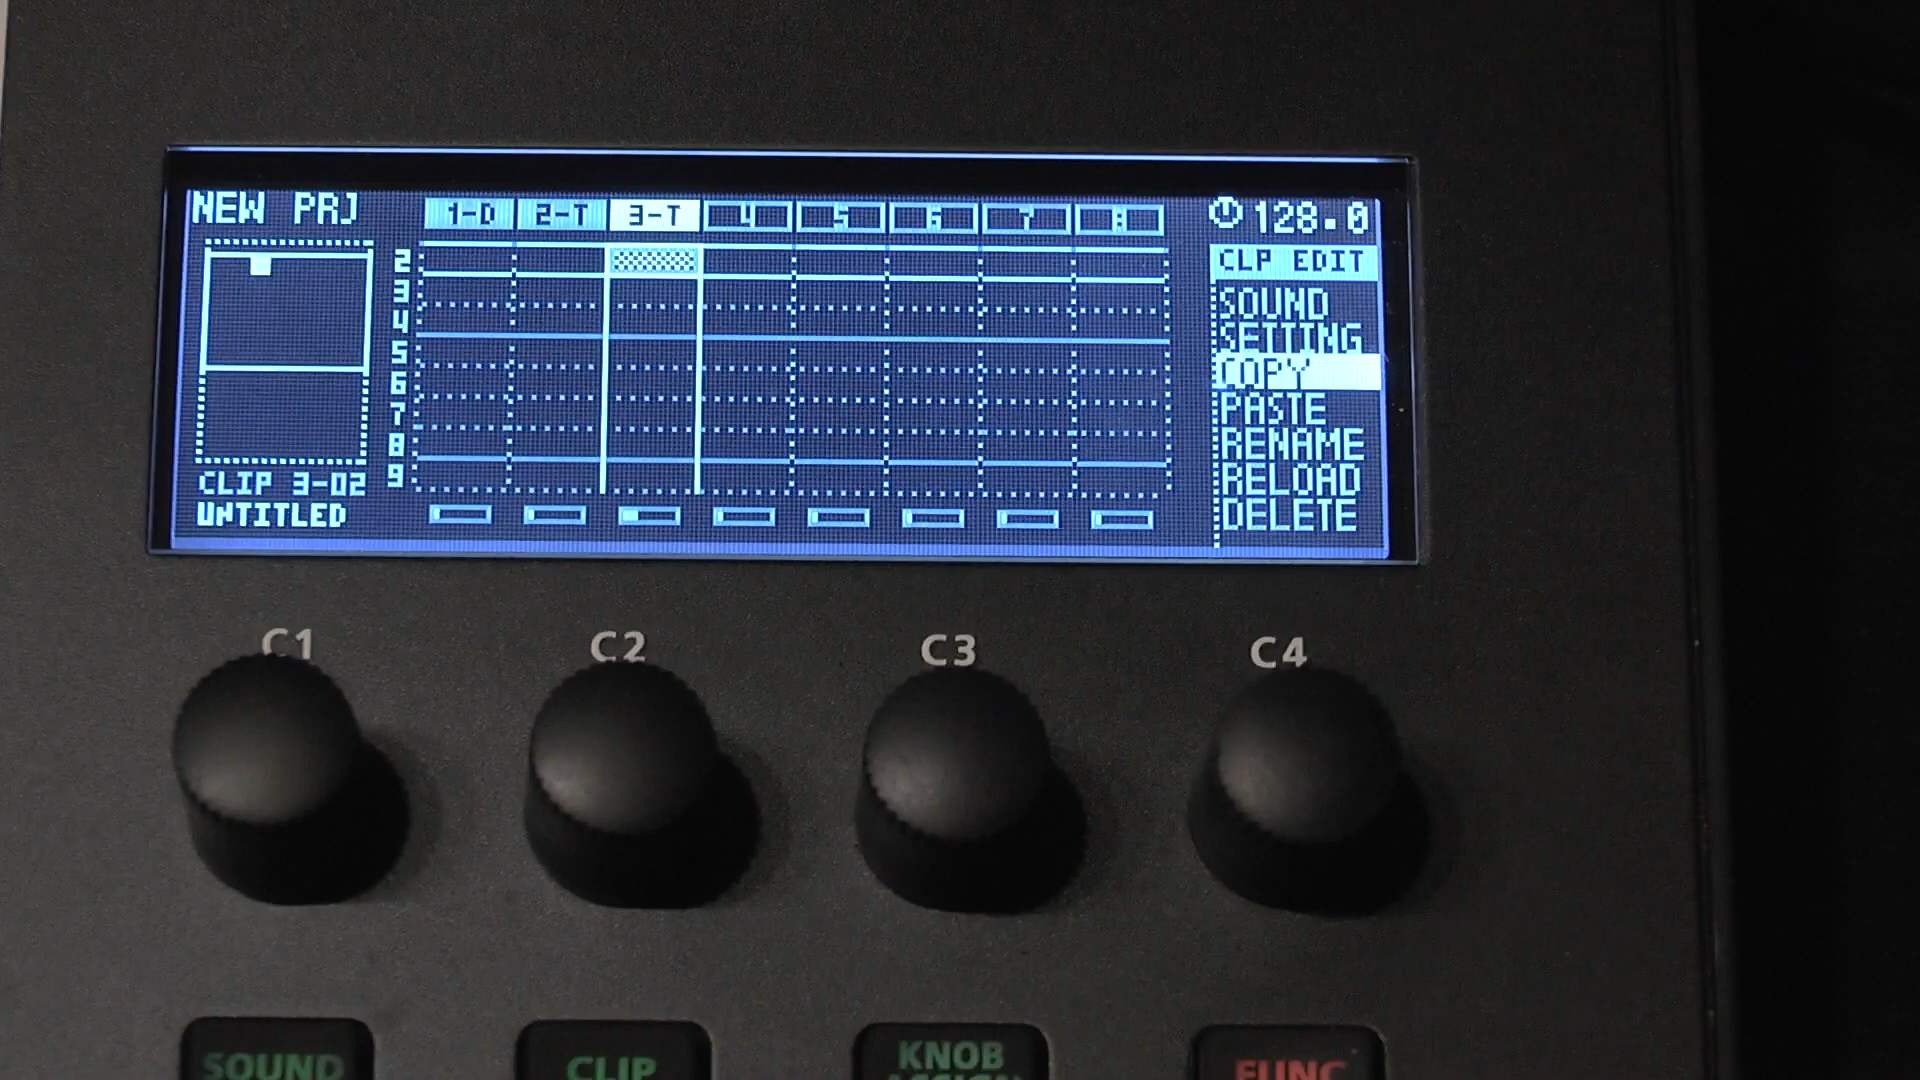 NEW PRJ
1-D 2-T 3-T 4 5 6 7 8
128.0
2
3
4
5
6
7
8
9
CLP EDIT
SOUND
SETTING
COPY
PASTE
RENAME
RELOAD
DELETE
CLIP 3-02
UNTITLED
C1 C2 C3 C4
SOUND
CLIP
KNOB
ASSIGN
FUNC